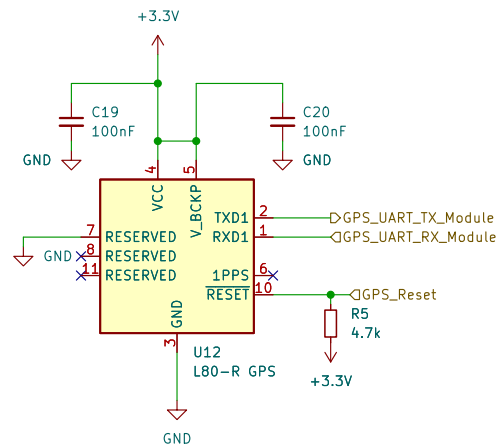 +3.3V
C19
100nF
GND
C20
100nF
GND
4
5
VCC
V_BCKP
TXD1
2
GPS_UART_TX_Module
7
RESERVED
RXD1
1
GPS_UART_RX_Module
GND
8
RESERVED
11
RESERVED
1PPS
6
RESET
10
GPS_Reset
GND
3
R5
4.7k
U12
L80-R GPS
+3.3V
GND